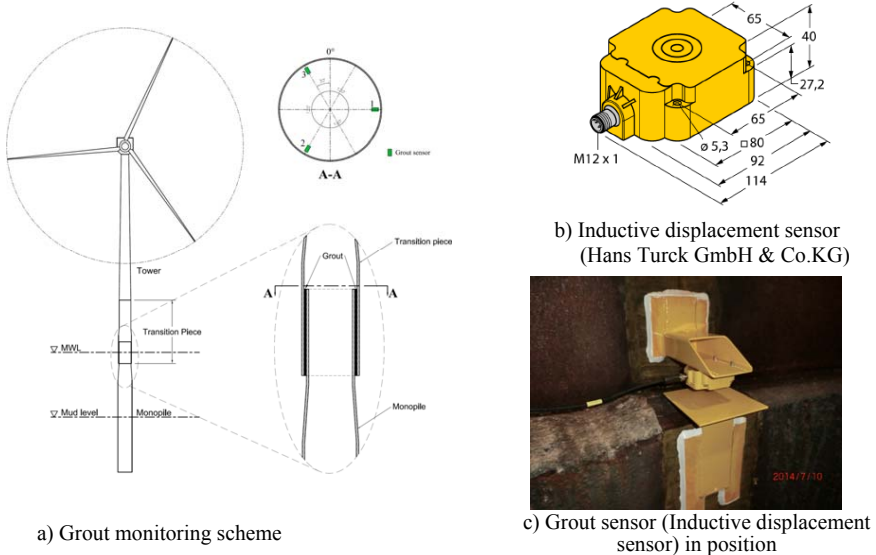 0°
3
1
2
Grout sensor
A-A
Tower
Transition piece
Grout
A
A
Transition Piece
MWL
Mud level
Monopile
Monopile
a) Grout monitoring scheme
65
40
27,2
65
ø 5,3
□80
M12 x 1
92
114
b) Inductive displacement sensor
(Hans Turck GmbH & Co.KG)
2014/7/10
c) Grout sensor (Inductive displacement
sensor) in position